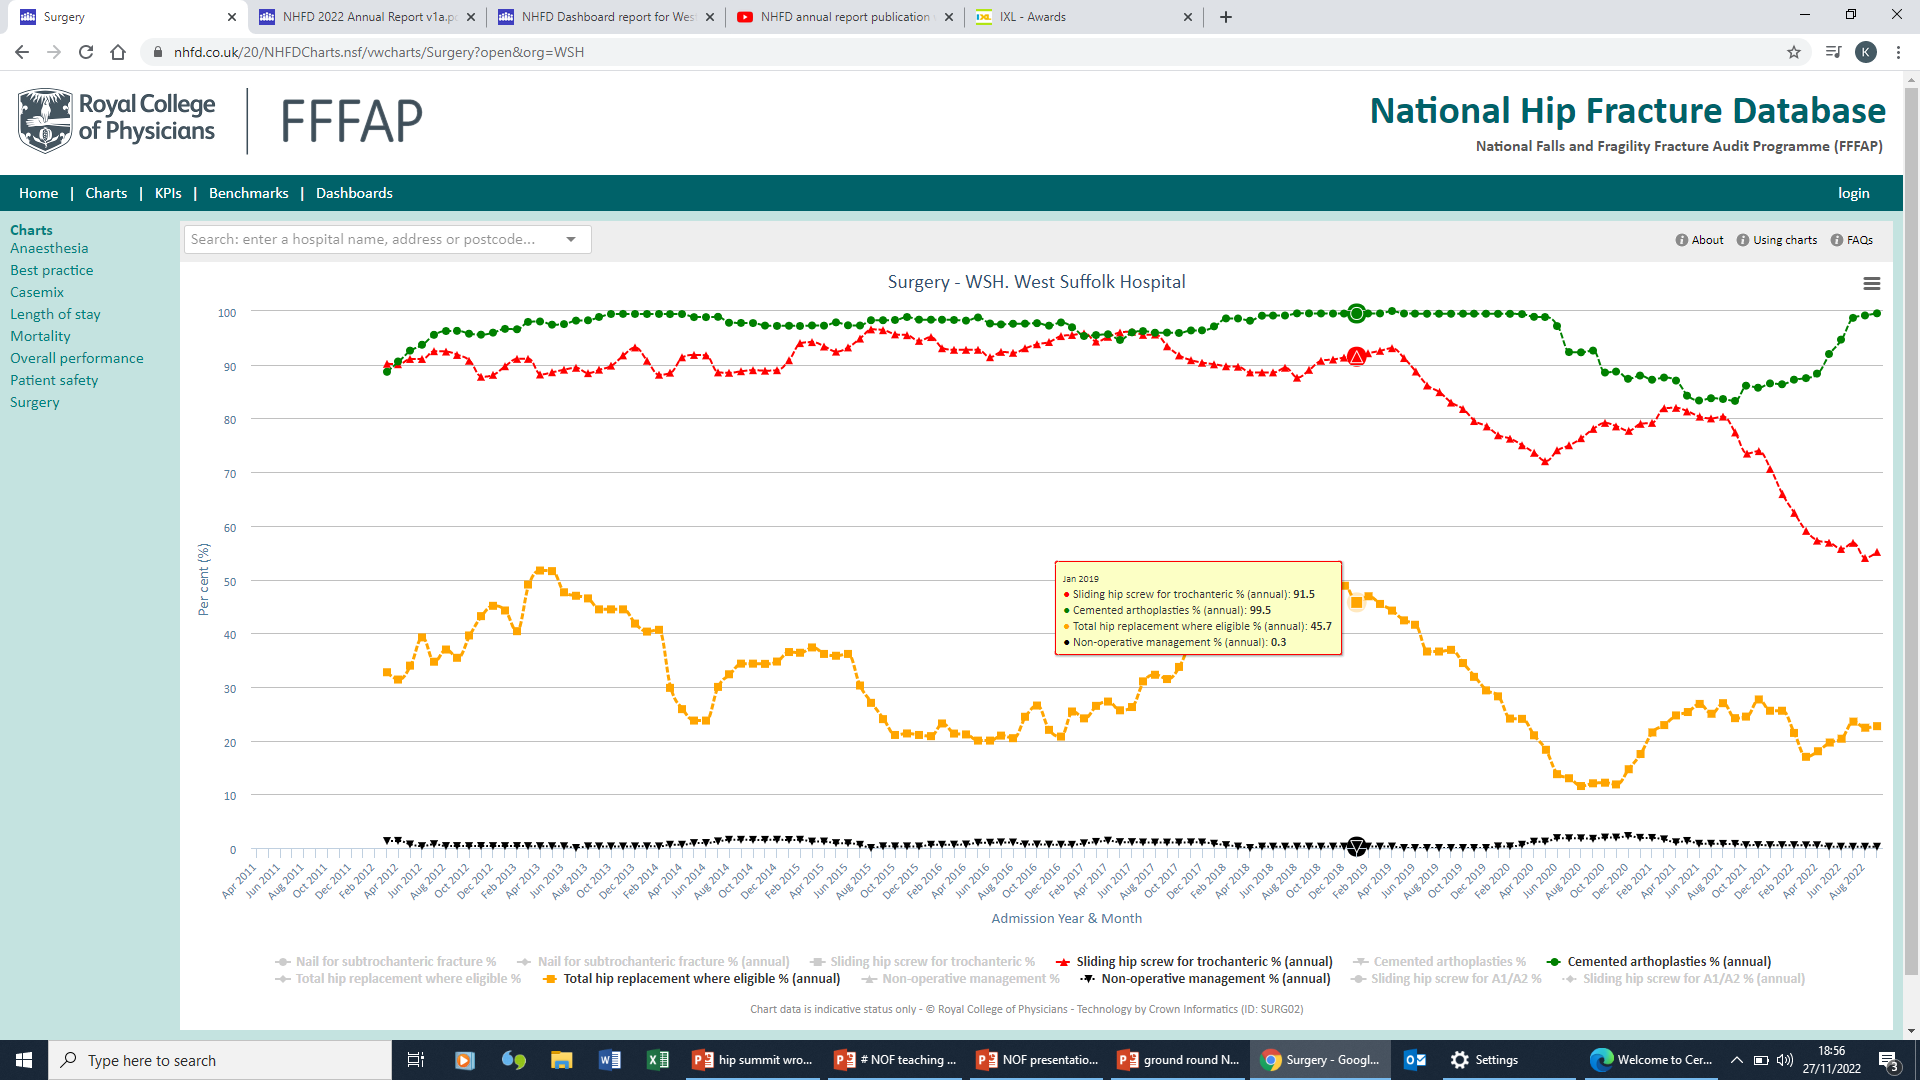 Surgery
NHFD 2022 Annual Report v1a.pd
NHFD Dashboard report for West
NHFD annual report publication
IXL - Awards
nhfd.co.uk/20/NHFDCharts.nsf/vwcharts/Surgery?open&org=WSH
K
Royal College
of Physicians
FFFAP
National Hip Fracture Database
National Falls and Fragility Fracture Audit Programme (FFFAP)
Home | Charts | KPIs | Benchmarks | Dashboards
login
Charts
Anaesthesia
Best practice
Casemix
Length of stay
Mortality
Overall performance
Patient safety
Surgery
Search: enter a hospital name, address or postcode...
About
Using charts
FAQs
Surgery - WSH. West Suffolk Hospital
100
90
80
70
60
50
40
30
20
10
0
Per cent (%)
Jan 2019
Sliding hip screw for trochanteric % (annual): 91.5
Cemented arthoplasties % (annual): 99.5
Total hip replacement where eligible % (annual): 45.7
Non-operative management % (annual): 0.3
Apr 2011
Jun 2011
Aug 2011
Oct 2011
Dec 2011
Feb 2012
Apr 2012
Jun 2012
Aug 2012
Oct 2012
Dec 2012
Feb 2013
Apr 2013
Jun 2013
Aug 2013
Oct 2013
Dec 2013
Feb 2014
Apr 2014
Jun 2014
Aug 2014
Oct 2014
Dec 2014
Feb 2015
Apr 2015
Jun 2015
Aug 2015
Oct 2015
Dec 2015
Feb 2016
Apr 2016
Jun 2016
Aug 2016
Oct 2016
Dec 2016
Feb 2017
Apr 2017
Jun 2017
Aug 2017
Oct 2017
Dec 2017
Feb 2018
Apr 2018
Jun 2018
Aug 2018
Oct 2018
Dec 2018
Feb 2019
Apr 2019
Jun 2019
Aug 2019
Oct 2019
Dec 2019
Feb 2020
Apr 2020
Jun 2020
Aug 2020
Oct 2020
Dec 2020
Feb 2021
Apr 2021
Jun 2021
Aug 2021
Oct 2021
Dec 2021
Feb 2022
Apr 2022
Jun 2022
Aug 2022
Admission Year & Month
Nail for subtrochanteric fracture %
Nail for subtrochanteric fracture % (annual)
Sliding hip screw for trochanteric %
Sliding hip screw for trochanteric % (annual)
Cemented arthoplasties %
Cemented arthoplasties % (annual)
Total hip replacement where eligible %
Total hip replacement where eligible % (annual)
Non-operative management %
Non-operative management % (annual)
Sliding hip screw for A1/A2 %
Sliding hip screw for A1/A2 % (annual)
Chart data is indicative status only - © Royal College of Physicians - Technology by Crown Informatics (ID: SURG02)
Type here to search
hip summit wro...
# NOF teaching ...
NOF presentatio...
ground round N...
Surgery - Googl...
Settings
Welcome to Cer...
18:56
27/11/2022
3